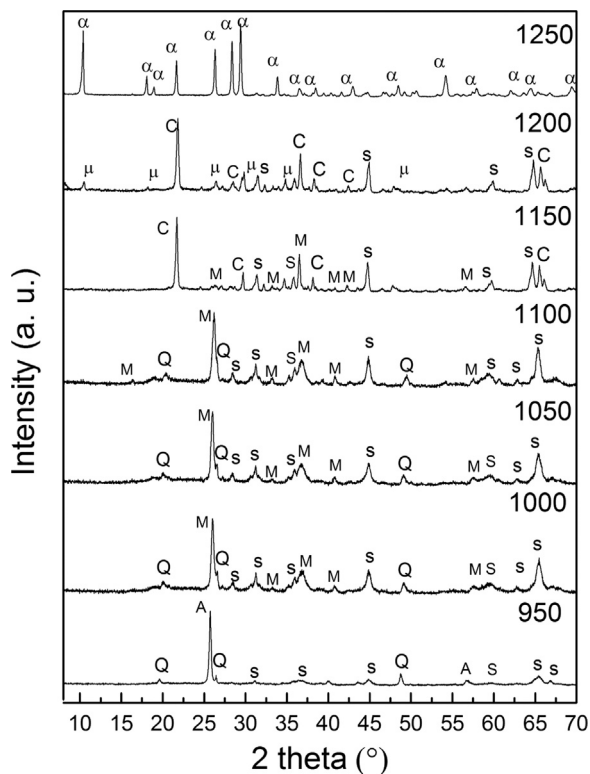 α α α α α α α α α α α α α α α α α 1250
C μ μ μ C μ s μ C C C s μ s s C 1200
C M C s M S M C M M s M s s C 1150
M M Q Q s s M S M M s Q M S s s 1100
M Q Q s s M s M M s Q M S s s 1050
M Q Q s s M s M M s Q M S s s 1000
A Q Q s s s Q A S s s 950
Intensity (a. u.)
10 15 20 25 30 35 40 45 50 55 60 65 70
2 theta (°)